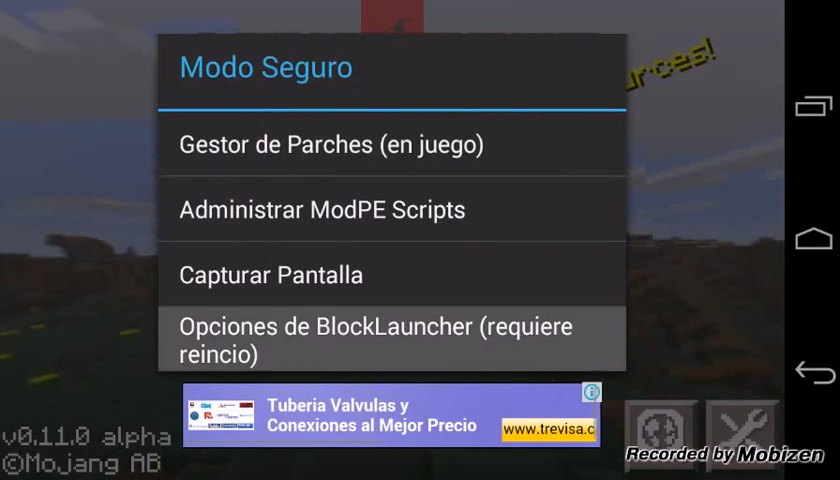 urces!
Modo Seguro
Gestor de Parches (en juego)
Administrar ModPE Scripts
Capturar Pantalla
Opciones de BlockLauncher (requiere
reincio)
Tuberia Valvulas y
Conexiones al Mejor Precio
www.trevisa.c
v0.11.0 alpha
©Mojang AB
Recorded by Mobizen